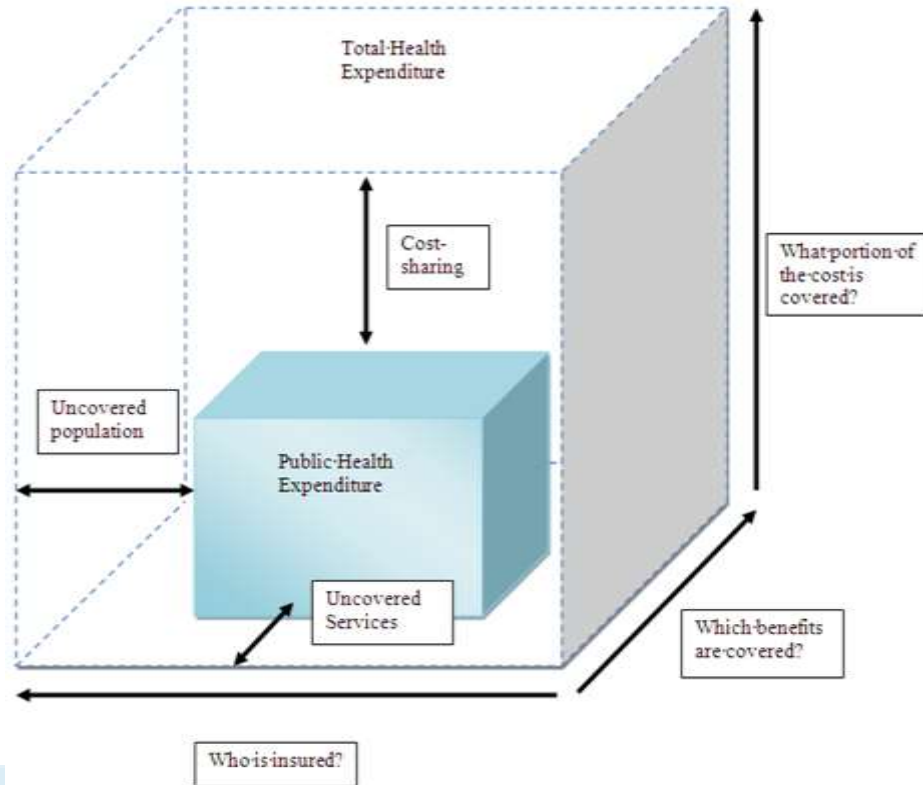 Total·Health
Expenditure
Cost-
sharing
What·portion·of
the·cost·is
covered?
Uncovered
population
Public·Health
Expenditure
Uncovered
Services
Which·benefits
are·covered?
Who·is·insured?